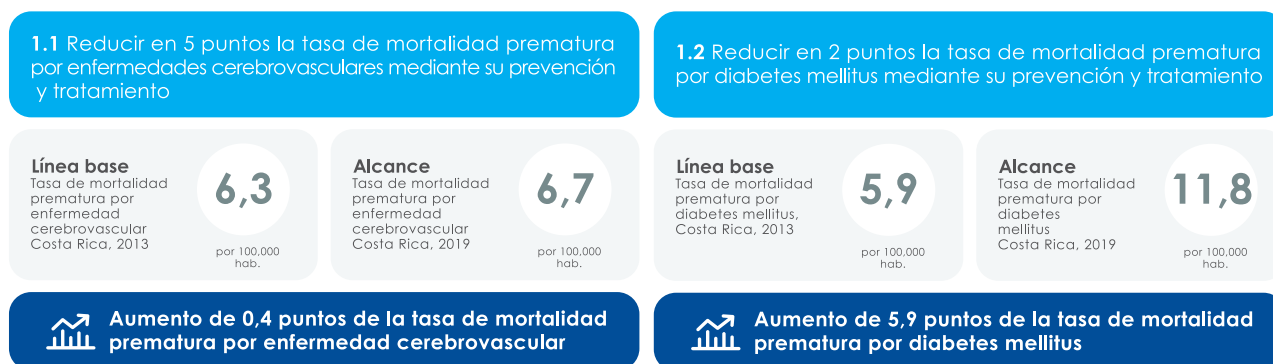 1.1 Reducir en 5 puntos la tasa de mortalidad prematura
por enfermedades cerebrovasculares mediante su prevención
y tratamiento
Línea base
Tasa de mortalidad
prematura por
enfermedad
cerebrovascular
Costa Rica, 2013
6,3
por 100,000
hab.
Alcance
Tasa de mortalidad
prematura por
enfermedad
cerebrovascular
Costa Rica, 2019
6,7
por 100,000
hab.
Aumento de 0,4 puntos de la tasa de mortalidad
prematura por enfermedad cerebrovascular
1.2 Reducir en 2 puntos la tasa de mortalidad prematura
por diabetes mellitus mediante su prevención y tratamiento
Línea base
Tasa de mortalidad
prematura por
diabetes mellitus,
Costa Rica, 2013
5,9
por 100,000
hab.
Alcance
Tasa de mortalidad
prematura por
diabetes
mellitus
Costa Rica, 2019
11,8
por 100,000
hab.
Aumento de 5,9 puntos de la tasa de mortalidad
prematura por diabetes mellitus